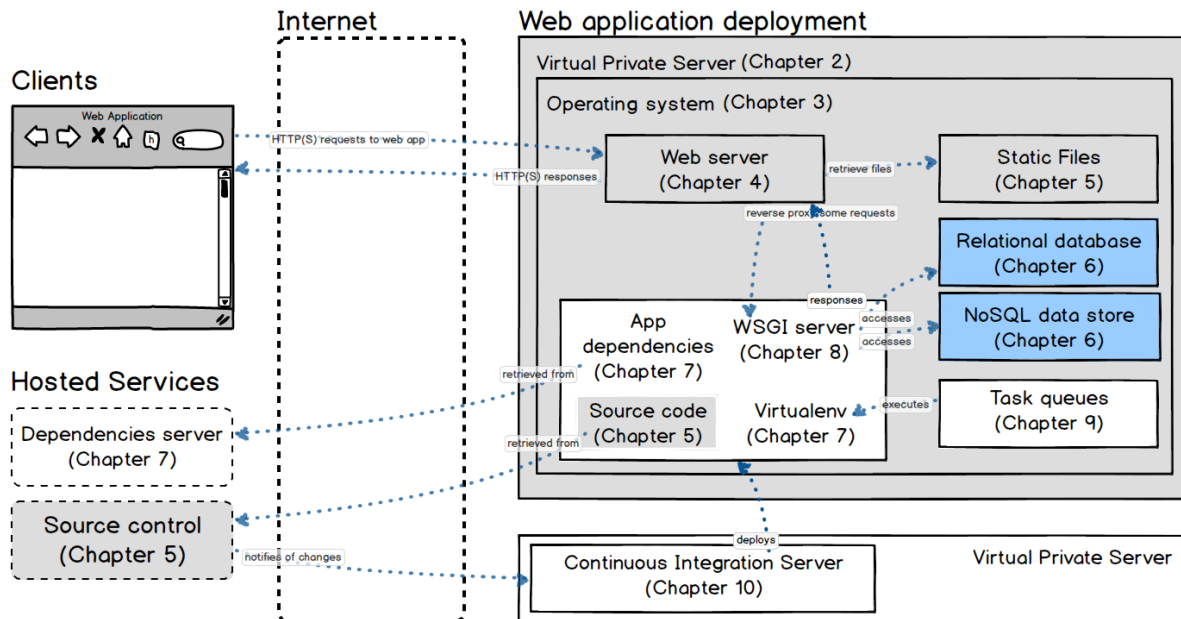 Internet
Web application deployment
Clients
Web Application
h
HTTP(S) requests to web app
HTTP(S) responses
Virtual Private Server (Chapter 2)
Operating system (Chapter 3)
Web server
(Chapter 4)
retrieve files
Static Files
(Chapter 5)
reverse proxy some requests
responses
Relational database
(Chapter 6)
accesses
NoSQL data store
(Chapter 6)
accesses
App
dependencies
(Chapter 7)
WSGI server
(Chapter 8)
Source code
(Chapter 5)
Virtualenv
(Chapter 7)
executes
Task queues
(Chapter 9)
Hosted Services
retrieved from
Dependencies server
(Chapter 7)
retrieved from
Source control
(Chapter 5)
notifies of changes
deploys
Continuous Integration Server
(Chapter 10)
Virtual Private Server